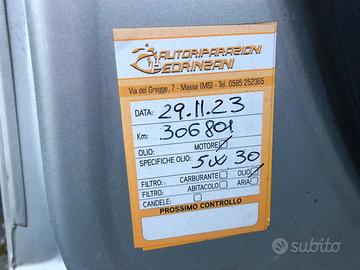 AUTORIPARAZIONI
PEDRINZANI
Via del Gregge, 7 - Massa (MS) - Tel. 0585 252365
DATA: 29.11.23
Km: 306801
OLIO: MOTORE
SPECIFICHE OLIO: 5W 30
FILTRO: CARBURANTE OLIO
FILTRO: ABITACOLO ARIA
CANDELE:
PROSSIMO CONTROLLO
subito